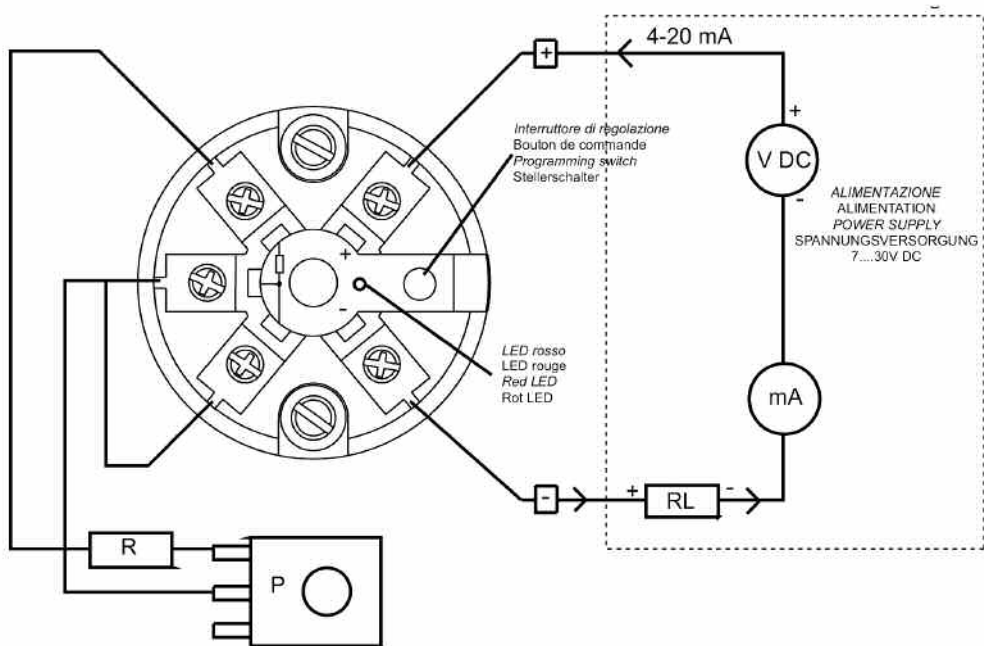 4-20 mA
+
+
V DC
-
Interruttore di regolazione
Bouton de commande
Programming switch
Stellerschalter
ALIMENTAZIONE
ALIMENTATION
POWER SUPPLY
SPANNUNGSVERSORGUNG
7....30V DC
+
-
LED rosso
LED rouge
Red LED
Rot LED
mA
-
+ RL -
R
P